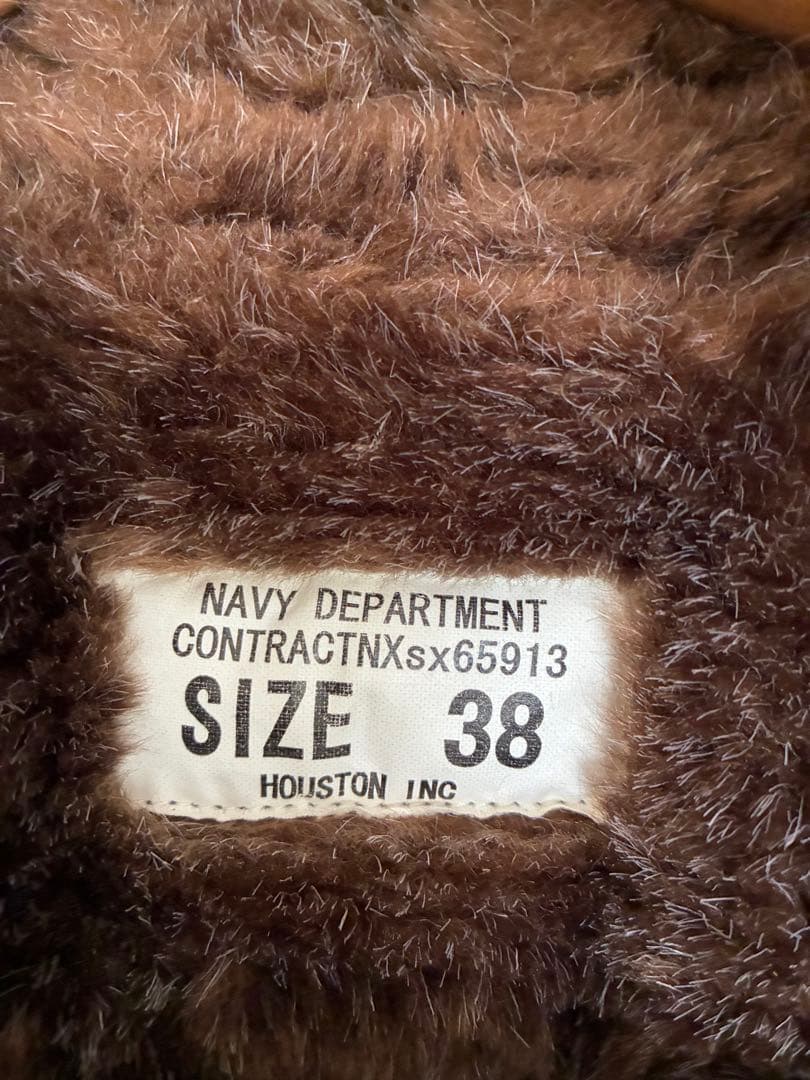 NAVY DEPARTMENT
CONTRACTNXsx65913
SIZE 38
HOUSTON INC